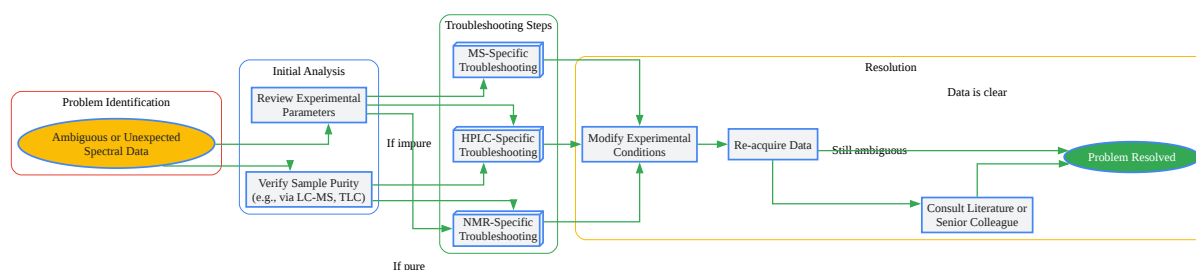 Problem Identification
Ambiguous or Unexpected
Spectral Data
Initial Analysis
Review Experimental
Parameters
Verify Sample Purity
(e.g., via LC-MS, TLC)
If impure
If pure
Troubleshooting Steps
MS-Specific
Troubleshooting
HPLC-Specific
Troubleshooting
NMR-Specific
Troubleshooting
Resolution
Data is clear
Modify Experimental
Conditions
Re-acquire Data
Still ambiguous
Consult Literature or
Senior Colleague
Problem Resolved